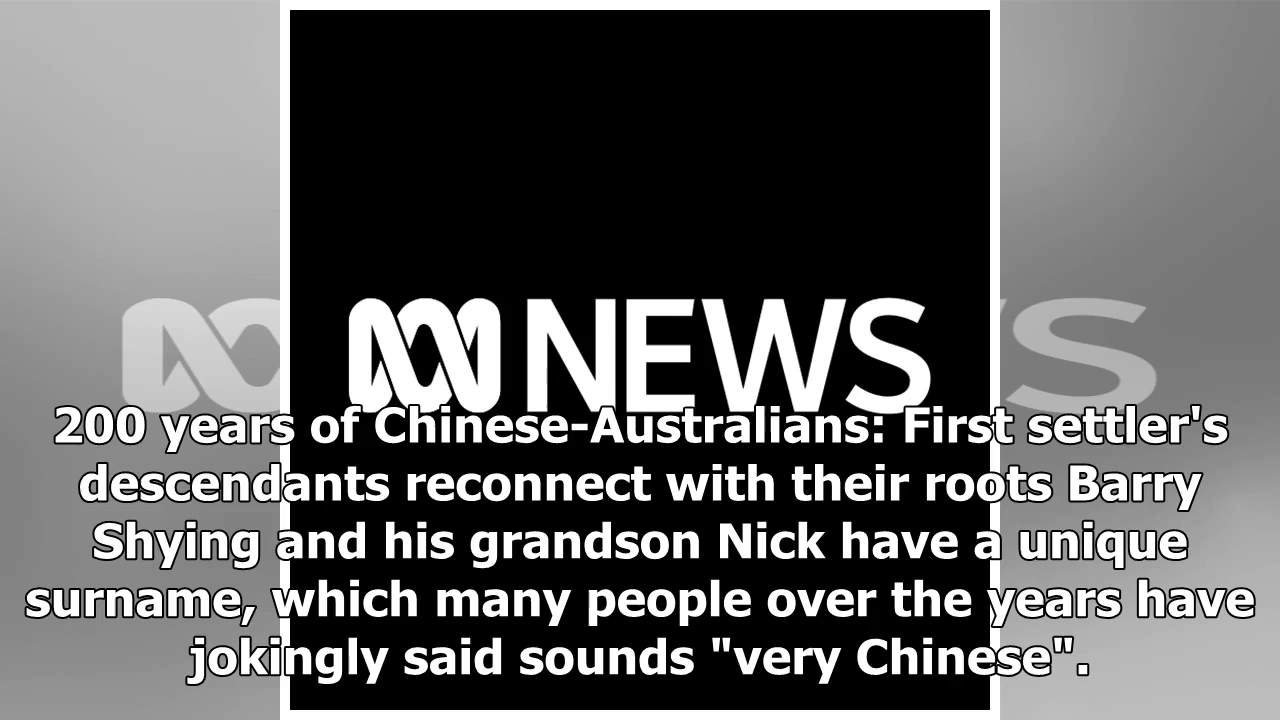 NEWS
200 years of Chinese-Australians: First settler's
descendants reconnect with their roots Barry
Shying and his grandson Nick have a unique
surname, which many people over the years have
jokingly said sounds "very Chinese".